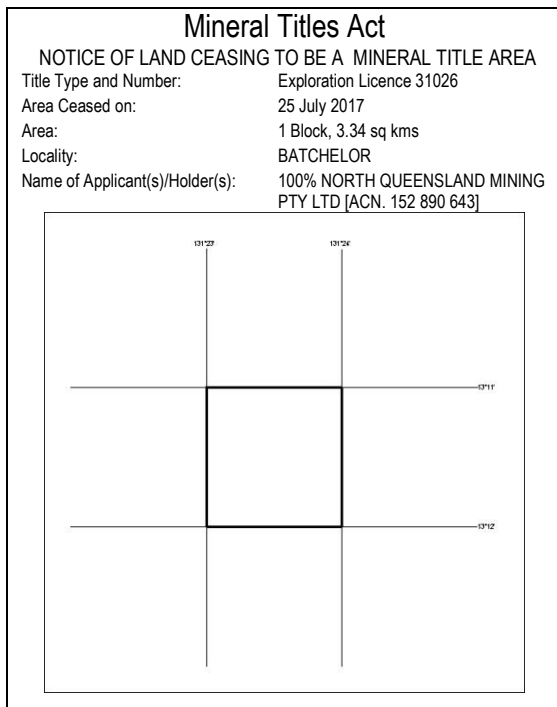 Mineral Titles Act
NOTICE OF LAND CEASING TO BE A MINERAL TITLE AREA
Title Type and Number: Exploration Licence 31026
Area Ceased on: 25 July 2017
Area: 1 Block, 3.34 sq kms
Locality: BATCHELOR
Name of Applicant(s)/Holder(s): 100% NORTH QUEENSLAND MINING
PTY LTD [ACN. 152 890 643]
131°23' 131°24'
13°11'
13°12'